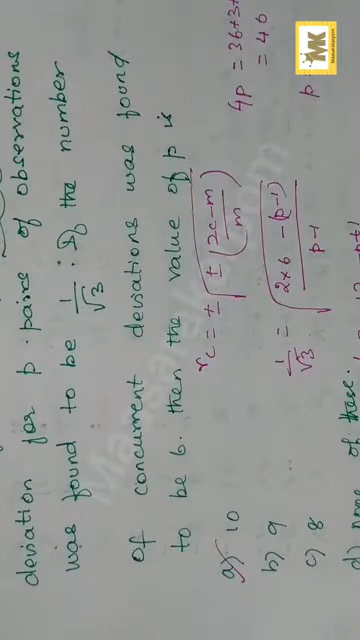 deviation for p pairs of observations
was found to be 1/√3. If the number
of concurrent deviations was found
to be 6. then the value of p is
a) 10
b) 9
c) 8
d) none of these.
r_c = ± √(± (2c-m)/m)
1/√3 = √((2×6 - (p-1))/(p-1))
4p = 36+3+
= 40
p
MK